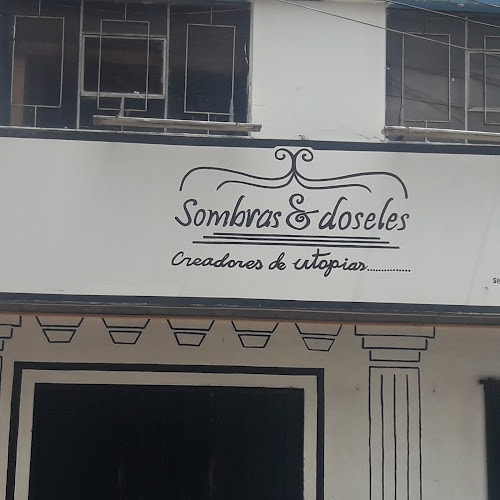 Sombras & doseles
Creadores de utopias...............